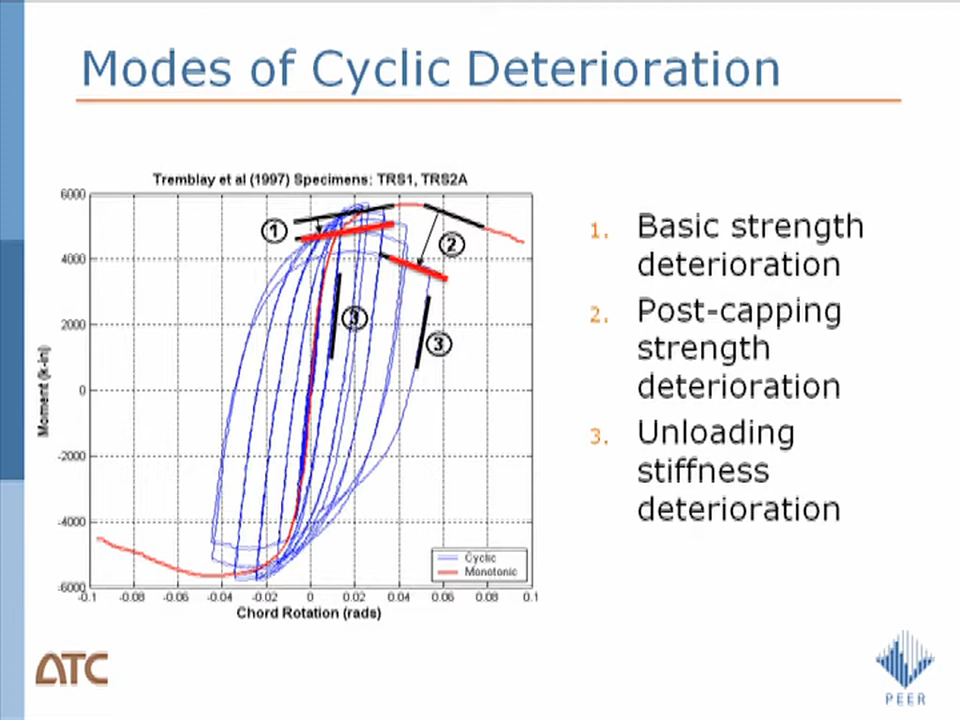 Modes of Cyclic Deterioration
Tremblay et al (1997) Specimens: TRS1, TRS2A
6000
4000
2000
0
-2000
-4000
-6000
Moment (k-in)
1
2
3
3
Cyclic
Monotonic
-0.1 -0.08 -0.06 -0.04 -0.02 0 0.02 0.04 0.06 0.08 0.1
Chord Rotation (rads)
1. Basic strength
deterioration
2. Post-capping
strength
deterioration
3. Unloading
stiffness
deterioration
ATC
PEER